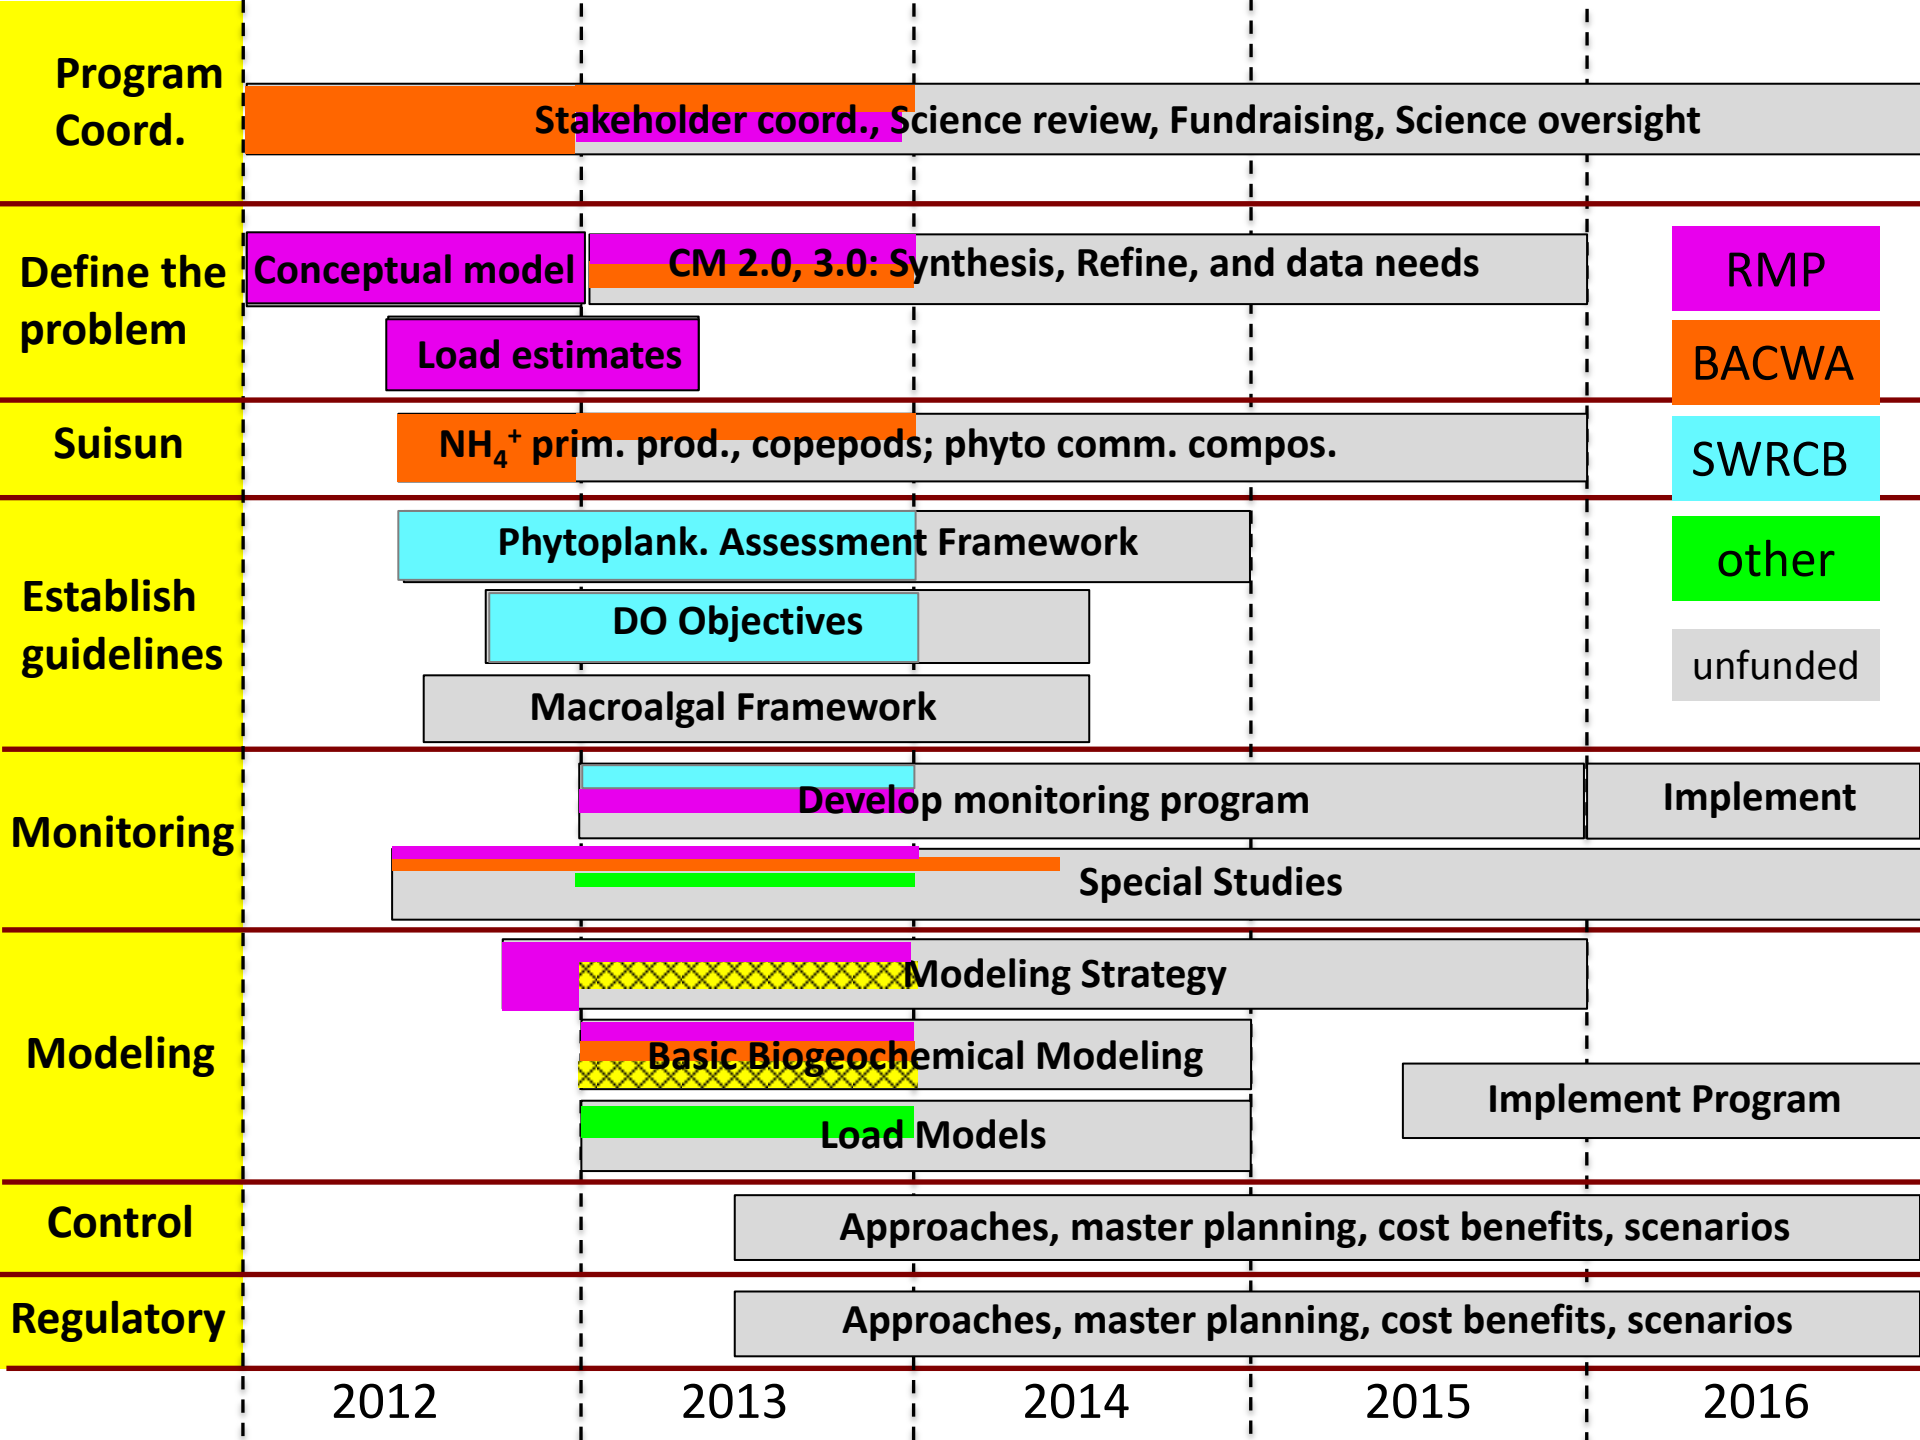 Program
Coord.
Stakeholder coord., Science review, Fundraising, Science oversight
Define the
problem
Conceptual model
CM 2.0, 3.0: Synthesis, Refine, and data needs
Load estimates
RMP
BACWA
SWRCB
other
unfunded
Suisun
NH₄⁺ prim. prod., copepods; phyto comm. compos.
Establish
guidelines
Phytoplank. Assessment Framework
DO Objectives
Macroalgal Framework
Monitoring
Develop monitoring program
Implement
Special Studies
Modeling
Modeling Strategy
Basic Biogeochemical Modeling
Implement Program
Load Models
Control
Approaches, master planning, cost benefits, scenarios
Regulatory
Approaches, master planning, cost benefits, scenarios
2012 2013 2014 2015 2016